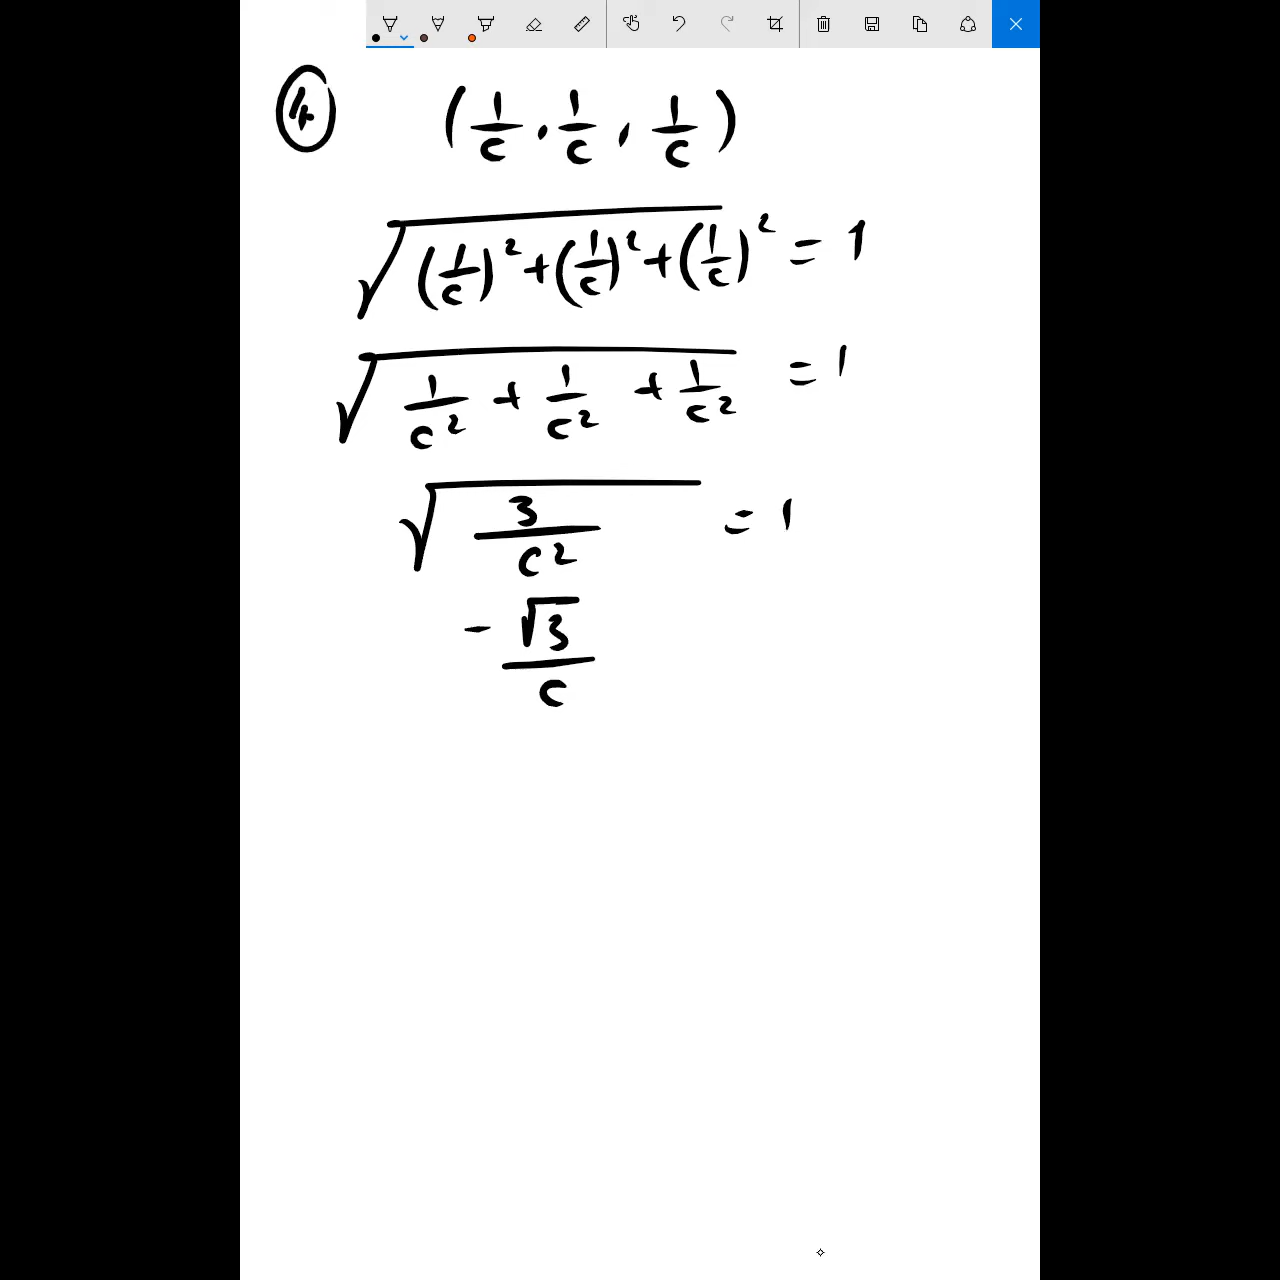 ④ (1/c, 1/c, 1/c)
√((1/c)² + (1/c)² + (1/c)²) = 1
√(1/c² + 1/c² + 1/c²) = 1
√(3/c²) = 1
- √3/c